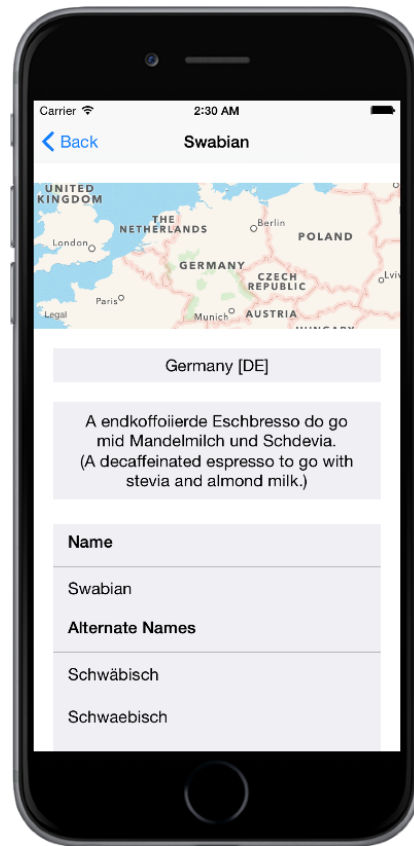 Carrier
2:30 AM
Back
Swabian
UNITED
KINGDOM
London
THE
NETHERLANDS
Berlin
POLAND
GERMANY
CZECH
REPUBLIC
Lviv
Paris
Legal
Munich
AUSTRIA
HUNGARY
Germany [DE]
A endkoffoiierde Eschbresso do go
mid Mandelmilch und Schdevia.
(A decaffeinated espresso to go with
stevia and almond milk.)
Name
Swabian
Alternate Names
Schwäbisch
Schwaebisch